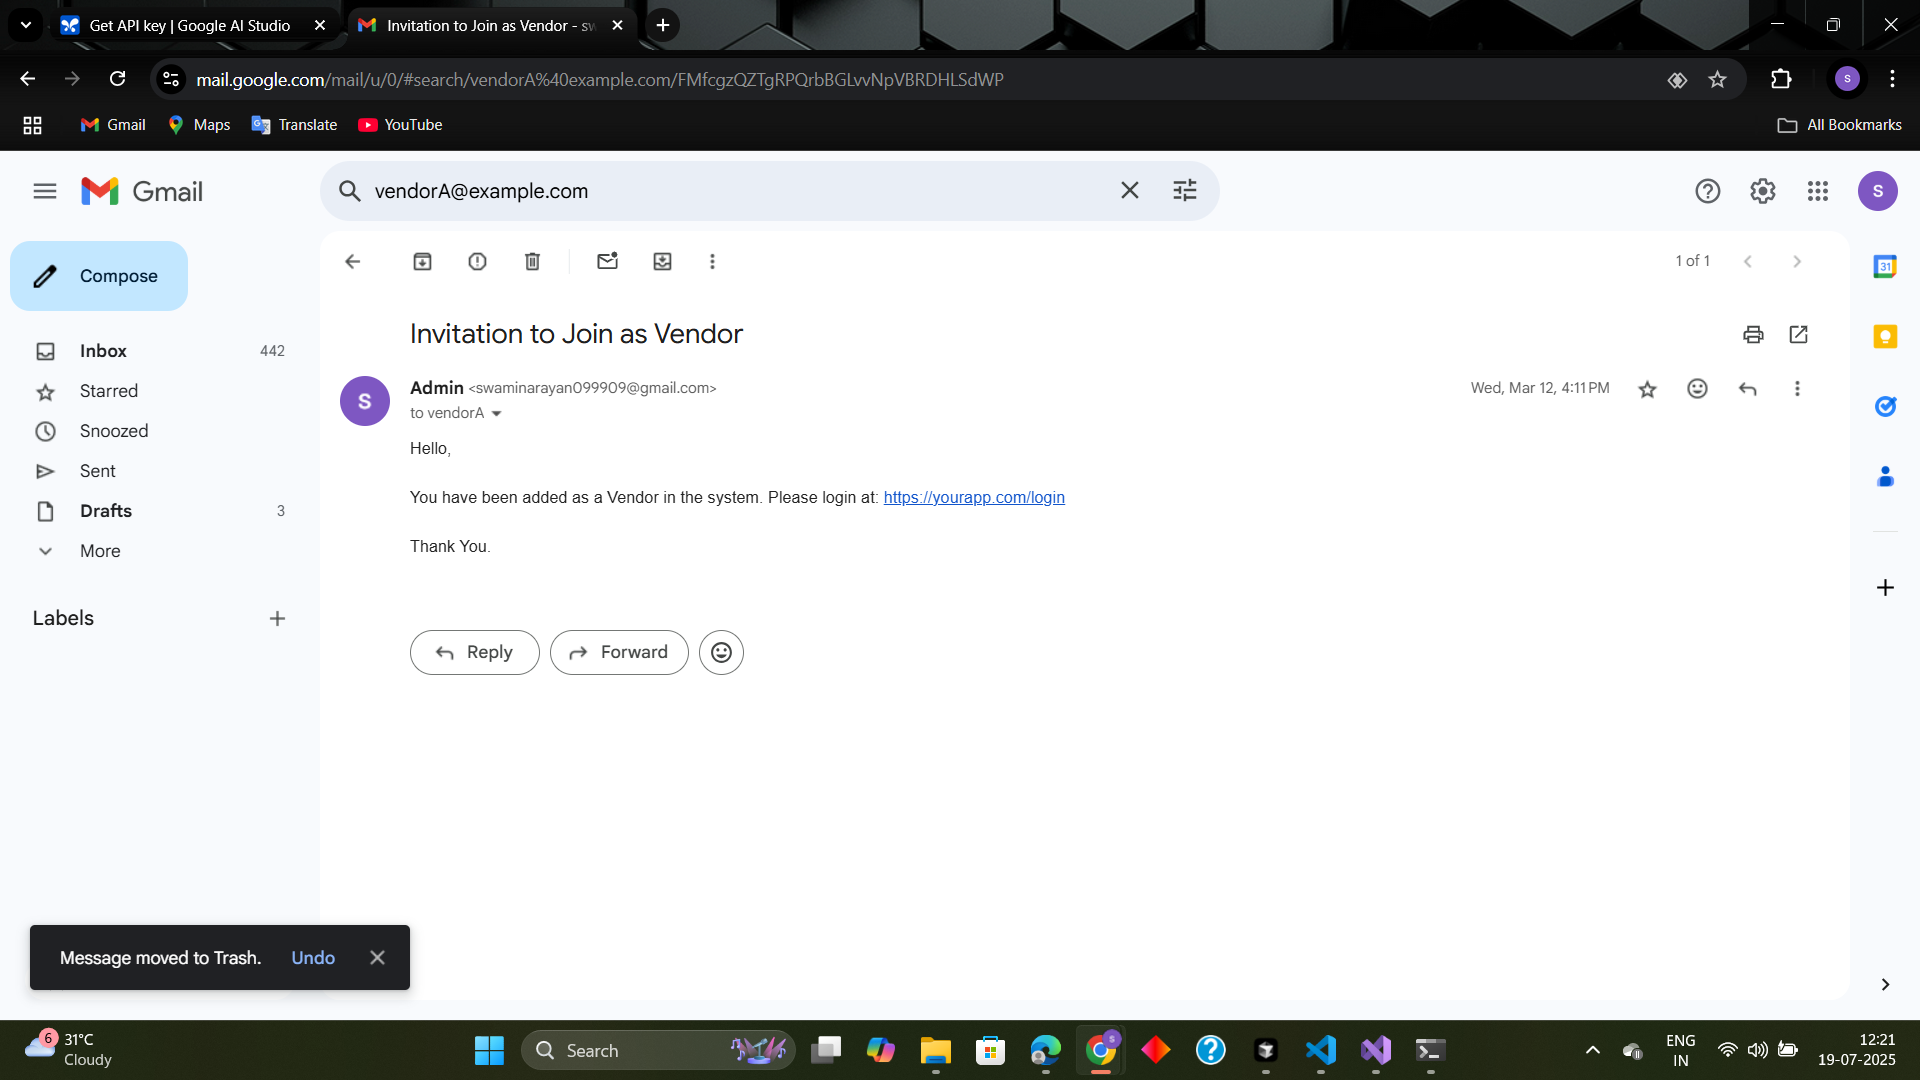 Get API key | Google AI Studio
Invitation to Join as Vendor - sw
mail.google.com/mail/u/0/#search/vendorA%40example.com/FMfcgzQZTgRPQrbBGLvvNpVBRDHLSdWP
S
Gmail
Maps
Translate
YouTube
All Bookmarks
Gmail
vendorA@example.com
S
Compose
1 of 1
31
Invitation to Join as Vendor
Inbox
442
Starred
Snoozed
Sent
Drafts
3
More
Labels
S
Admin <swaminarayan099909@gmail.com>
Wed, Mar 12, 4:11 PM
to vendorA
Hello,
You have been added as a Vendor in the system. Please login at: https://yourapp.com/login
Thank You.
Reply
Forward
Message moved to Trash.
Undo
6
31°C
Cloudy
Search
S
ENG
IN
12:21
19-07-2025